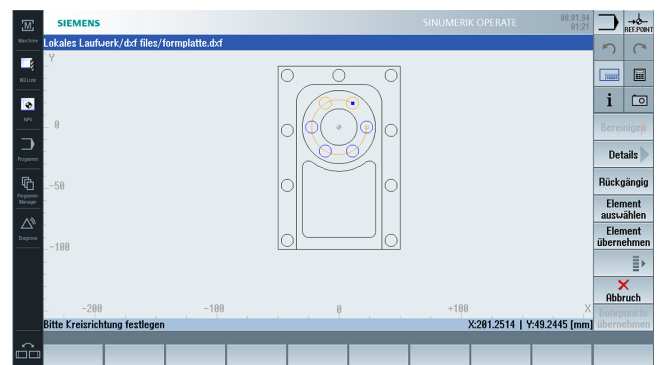 SIEMENS
SINUMERIK OPERATE
08.01.94
01:21
REF.POINT
Maschine
Lokales Laufwerk/dxf files/formplatte.dxf
Y
WZ Liste
NPV
0
Bereinigen
Programm
Details
-50
Rückgängig
Programm
Manager
Element
auswählen
Diagnose
Element
übernehmen
-100
Abbruch
-200
-100
0
+100
X
Bohrpunkte
übernehmen
Bitte Kreisrichtung festlegen
X:201.2514 | Y:49.2445 [mm]